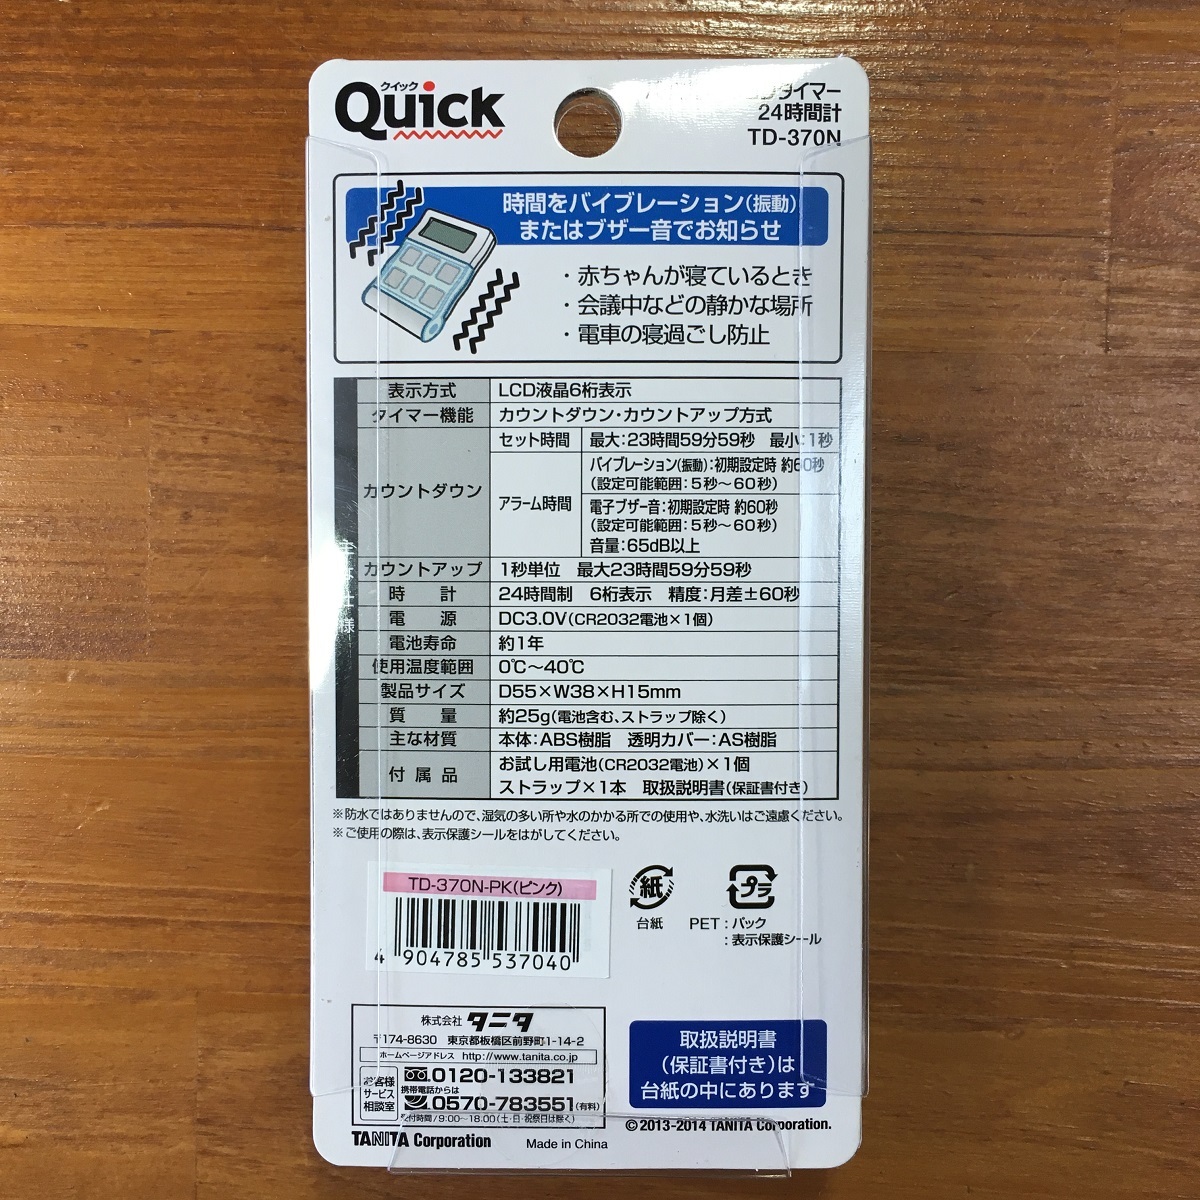 クイック
Quick
タイマー
24時間計
TD-370N
時間をバイブレーション(振動)
またはブザー音でお知らせ
・赤ちゃんが寝ているとき
・会議中などの静かな場所
・電車の寝過ごし防止
表示方式 LCD液晶6桁表示
タイマー機能 カウントダウン・カウントアップ方式
カウントダウン
セット時間 最大:23時間59分59秒 最小:1秒
アラーム時間
バイブレーション(振動):初期設定時 約60秒
(設定可能範囲:5秒〜60秒)
電子ブザー音:初期設定時 約60秒
(設定可能範囲:5秒〜60秒)
音量:65dB以上
カウントアップ 1秒単位 最大23時間59分59秒
時計 24時間制 6桁表示 精度:月差±60秒
電源 DC3.0V(CR2032電池×1個)
電池寿命 約1年
使用温度範囲 0℃〜40℃
製品サイズ D55×W38×H15mm
質量 約25g(電池含む、ストラップ除く)
主な材質 本体:ABS樹脂 透明カバー:AS樹脂
付属品 お試し用電池(CR2032電池)×1個
ストラップ×1本 取扱説明書(保証書付き)
※防水ではありませんので、湿気の多い所や水のかかる所での使用や、水洗いはご遠慮ください。
※ご使用の際は、表示保護シールをはがしてください。
TD-370N-PK(ピンク)
4 904785 537040
紙
台紙
プラ
PET:パック
:表示保護シール
株式会社 タニタ
〒174-8630 東京都板橋区前野町1-14-2
ホームページアドレス http://www.tanita.co.jp
お客様
サービス
相談室
0120-133821
携帯電話からは
0570-783551(有料)
受付時間/9:00〜18:00(土・日・祝祭日は除く)
TANITA Corporation Made in China
取扱説明書
(保証書付き)は
台紙の中にあります
©2013-2014 TANITA Corporation.